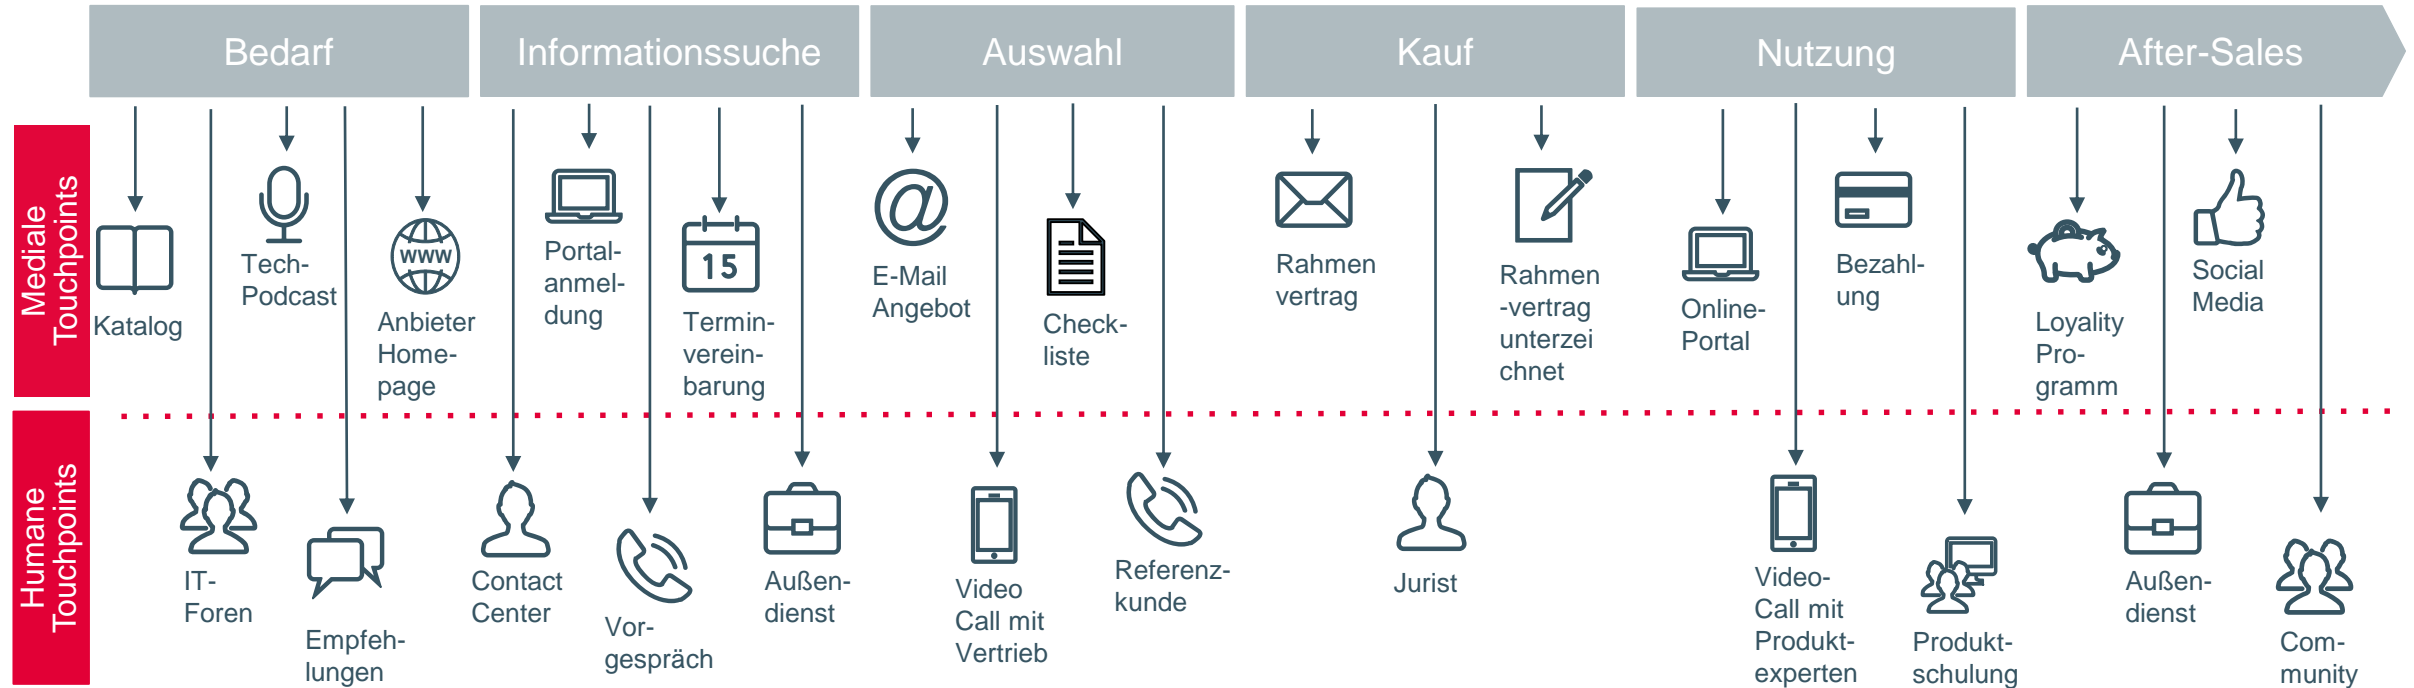 Bedarf
Informationssuche
Auswahl
Kauf
Nutzung
After-Sales
Mediale
Touchpoints
Katalog
Tech-
Podcast
Anbieter
Home-
page
Portal-
anmel-
dung
15
Termin-
verein-
barung
@
E-Mail
Angebot
Check-
liste
Rahmen
vertrag
Rahmen
-vertrag
unterzei
chnet
Online-
Portal
Bezahl-
ung
Loyality
Pro-
gramm
Social
Media
www
Humane
Touchpoints
IT-
Foren
Empfeh-
lungen
Contact
Center
Vor-
gespräch
Außen-
dienst
Video
Call mit
Vertrieb
Referenz-
kunde
Jurist
Video-
Call mit
Produkt-
experten
Produkt-
schulung
Außen-
dienst
Com-
munity